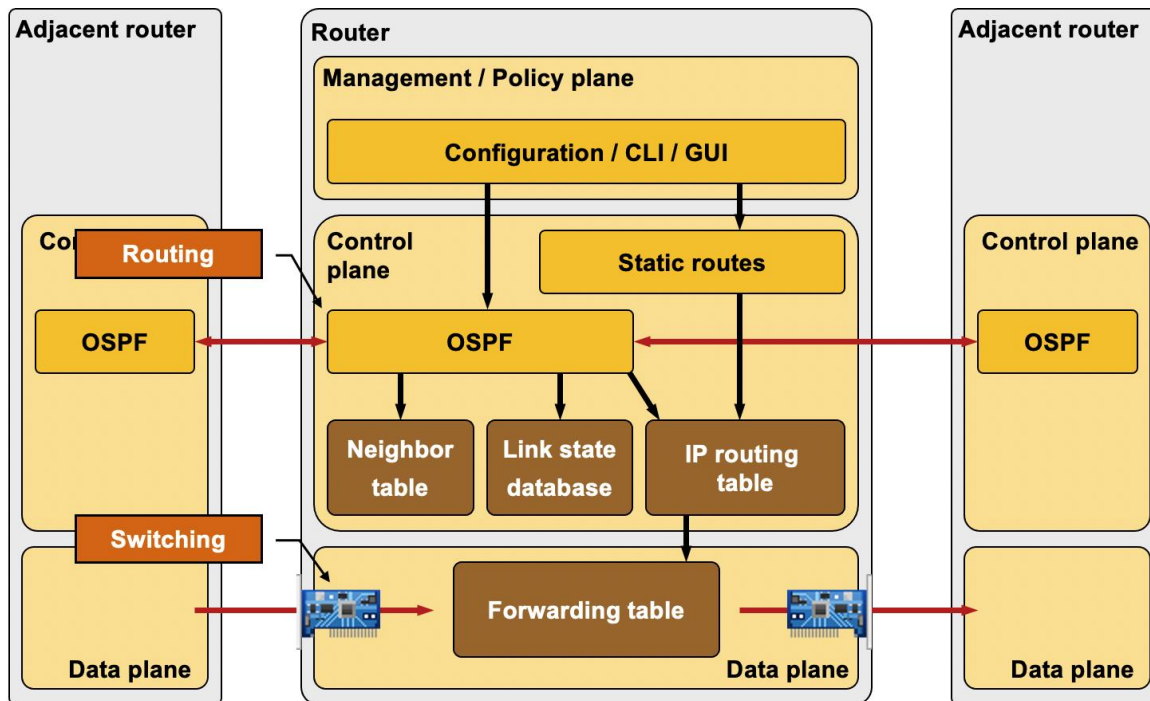 Adjacent router
Router
Adjacent router
Management / Policy plane
Configuration / CLI / GUI
Co
Routing
Control
plane
Static routes
Control plane
OSPF
OSPF
OSPF
Neighbor
table
Link state
database
IP routing
table
Switching
Forwarding table
Data plane
Data plane
Data plane